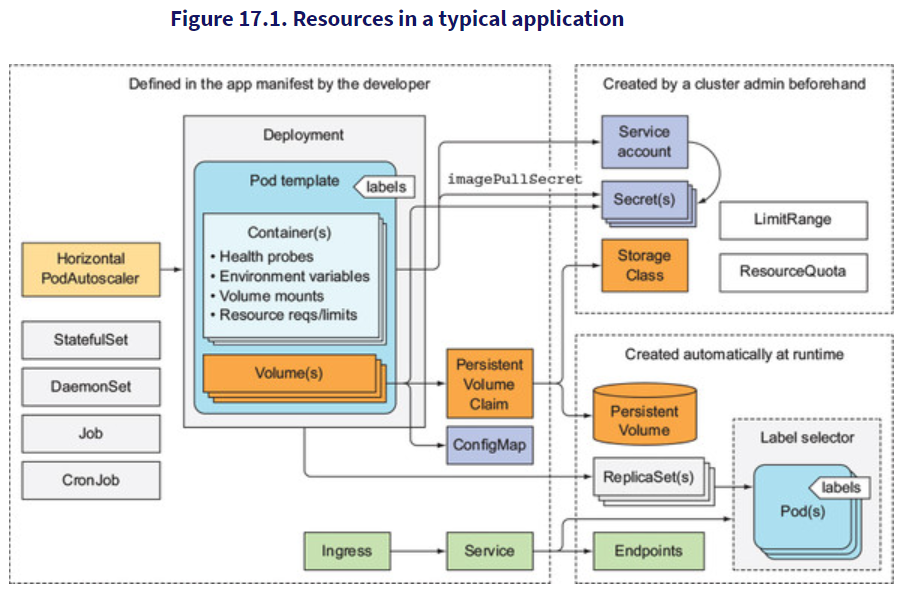 Figure 17.1. Resources in a typical application
Defined in the app manifest by the developer
Deployment
Pod template
labels
Container(s)
• Health probes
• Environment variables
• Volume mounts
• Resource reqs/limits
Volume(s)
Horizontal
PodAutoscaler
StatefulSet
DaemonSet
Job
CronJob
imagePullSecret
Persistent
Volume
Claim
ConfigMap
Ingress
Service
Created by a cluster admin beforehand
Service
account
Secret(s)
Storage
Class
LimitRange
ResourceQuota
Created automatically at runtime
Persistent
Volume
ReplicaSet(s)
Endpoints
Label selector
labels
Pod(s)